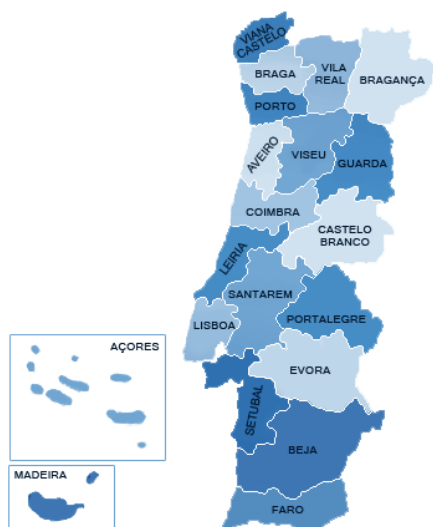 VIANA
CASTELO
BRAGA
VILA
REAL
BRAGANÇA
PORTO
AVEIRO
VISEU
GUARDA
COIMBRA
CASTELO
BRANCO
LEIRIA
SANTAREM
LISBOA
PORTALEGRE
AÇORES
EVORA
SETUBAL
BEJA
MADEIRA
FARO